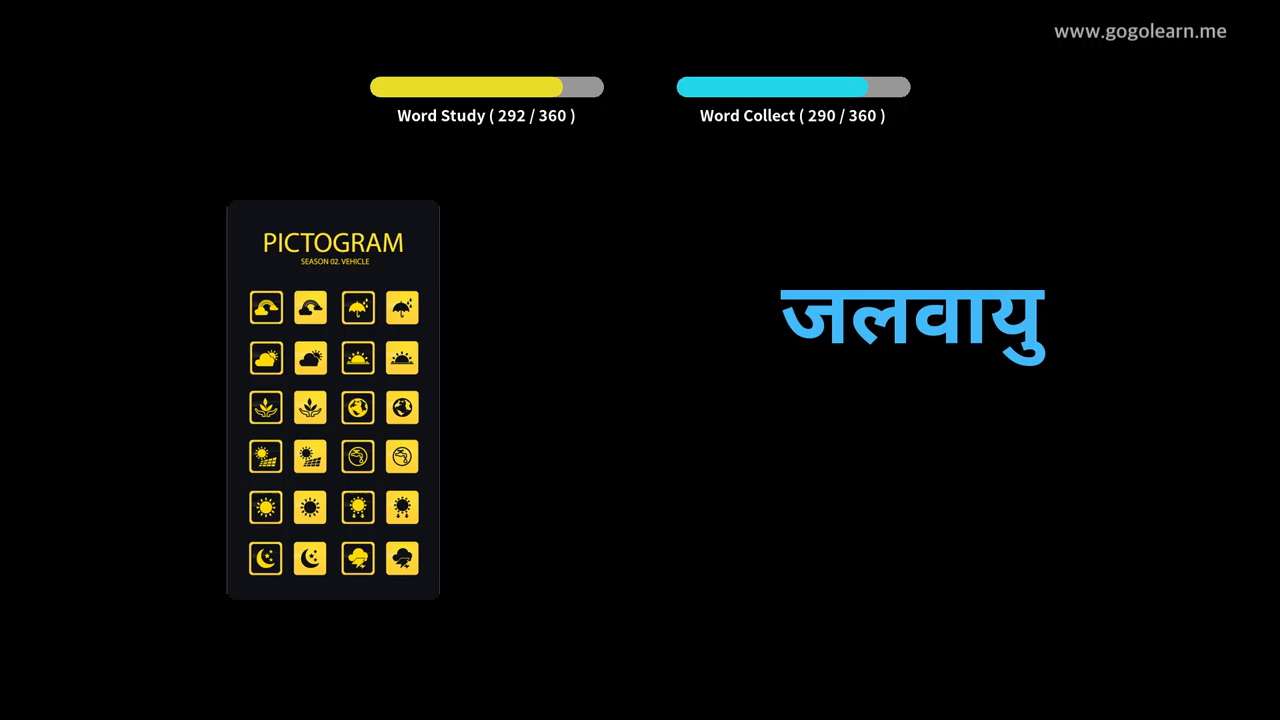 www.gogolearn.me
Word Study ( 292 / 360 )
Word Collect ( 290 / 360 )
PICTOGRAM
SEASON 02. VEHICLE
जलवायु